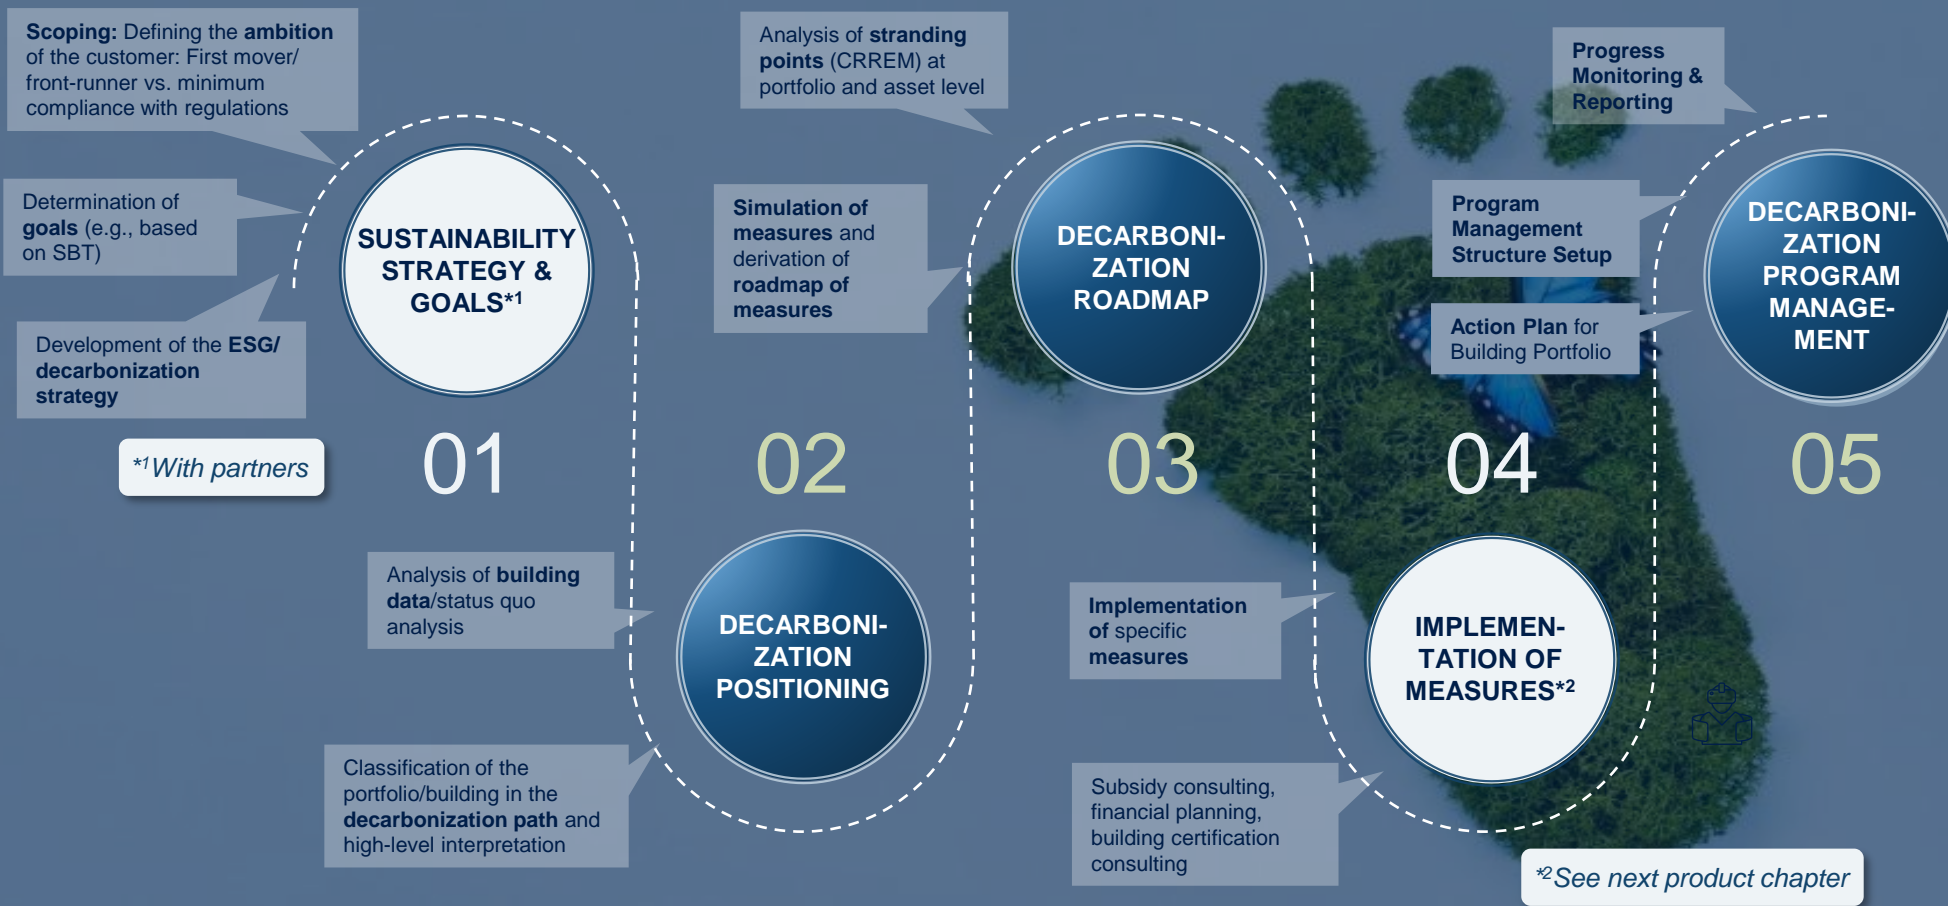 Scoping: Defining the ambition
of the customer: First mover/
front-runner vs. minimum
compliance with regulations
Determination of
goals (e.g., based
on SBT)
Development of the ESG/
decarbonization
strategy
SUSTAINABILITY
STRATEGY &
GOALS*1
*1With partners
01
Analysis of building
data/status quo
analysis
Classification of the
portfolio/building in the
decarbonization path and
high-level interpretation
02
DECARBONI-
ZATION
POSITIONING
Analysis of stranding
points (CRREM) at
portfolio and asset level
Simulation of
measures and
derivation of
roadmap of
measures
DECARBONI-
ZATION
ROADMAP
03
Implementation
of specific
measures
Subsidy consulting,
financial planning,
building certification
consulting
04
IMPLEMEN-
TATION OF
MEASURES*2
*2See next product chapter
Progress
Monitoring &
Reporting
Program
Management
Structure Setup
Action Plan for
Building Portfolio
DECARBONI-
ZATION
PROGRAM
MANAGE-
MENT
05